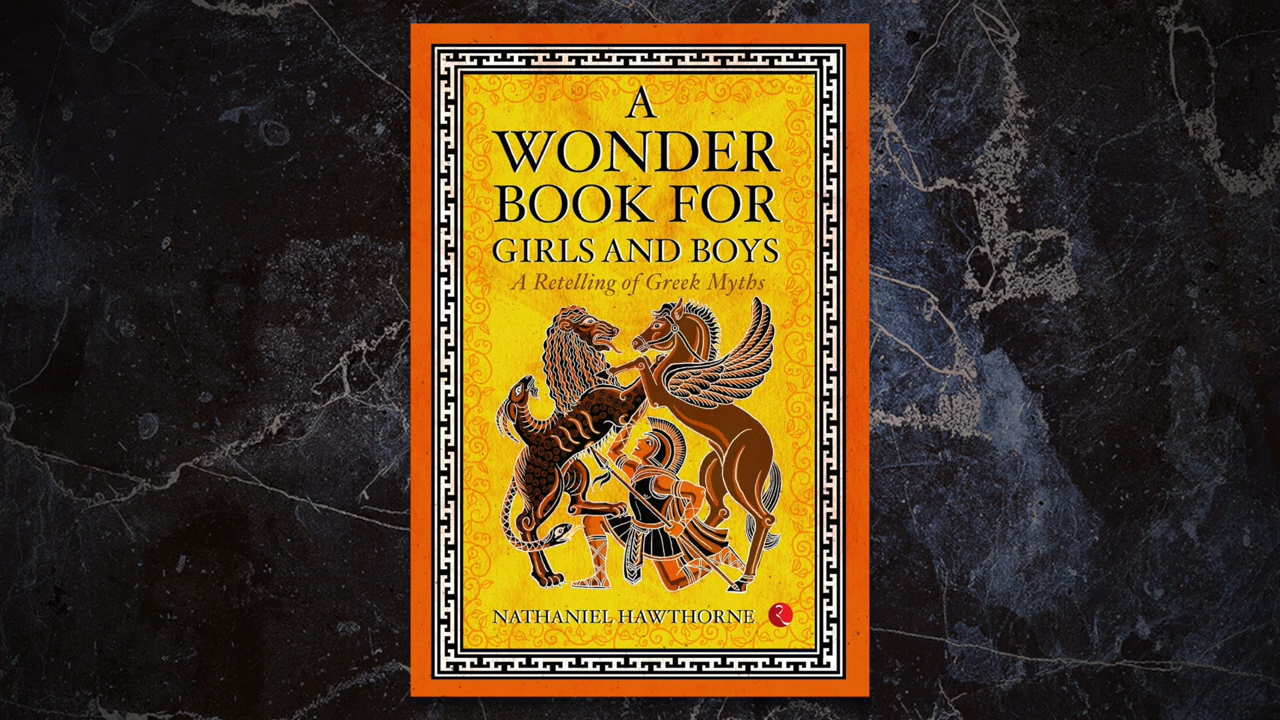 A
WONDER
BOOK FOR
GIRLS AND BOYS
A Retelling of Greek Myths
NATHANIEL HAWTHORNE